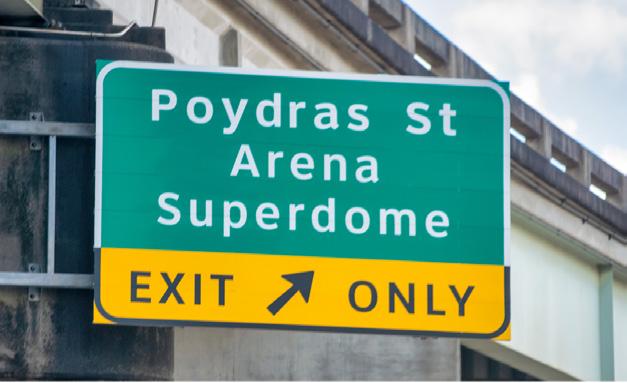 Poydras St
Arena
Superdome
EXIT ONLY